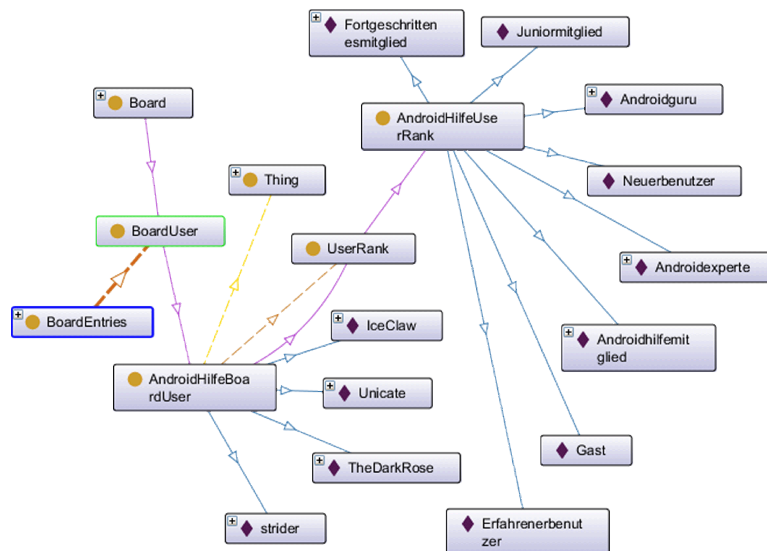 Fortgeschritten
esmitglied
Juniormitglied
Board
Androidguru
AndroidHilfeUse
rRank
Thing
Neuerbenutzer
BoardUser
UserRank
Androidexperte
BoardEntries
IceClaw
Androidhilfemit
glied
AndroidHilfeBoa
rdUser
Unicate
Gast
TheDarkRose
strider
Erfahrenerbenut
zer